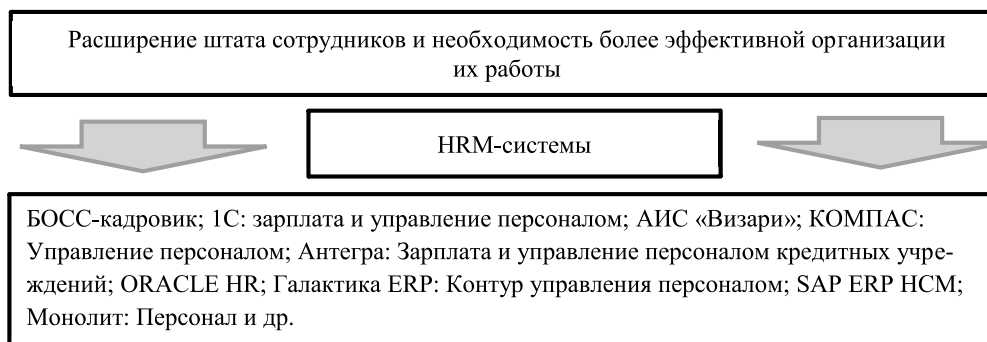 Расширение штата сотрудников и необходимость более эффективной организации
их работы
HRM-системы
БОСС-кадровик; 1С: зарплата и управление персоналом; АИС «Визари»; КОМПАС:
Управление персоналом; Антегра: Зарплата и управление персоналом кредитных учре-
ждений; ORACLE HR; Галактика ERP: Контур управления персоналом; SAP ERP HCM;
Монолит: Персонал и др.